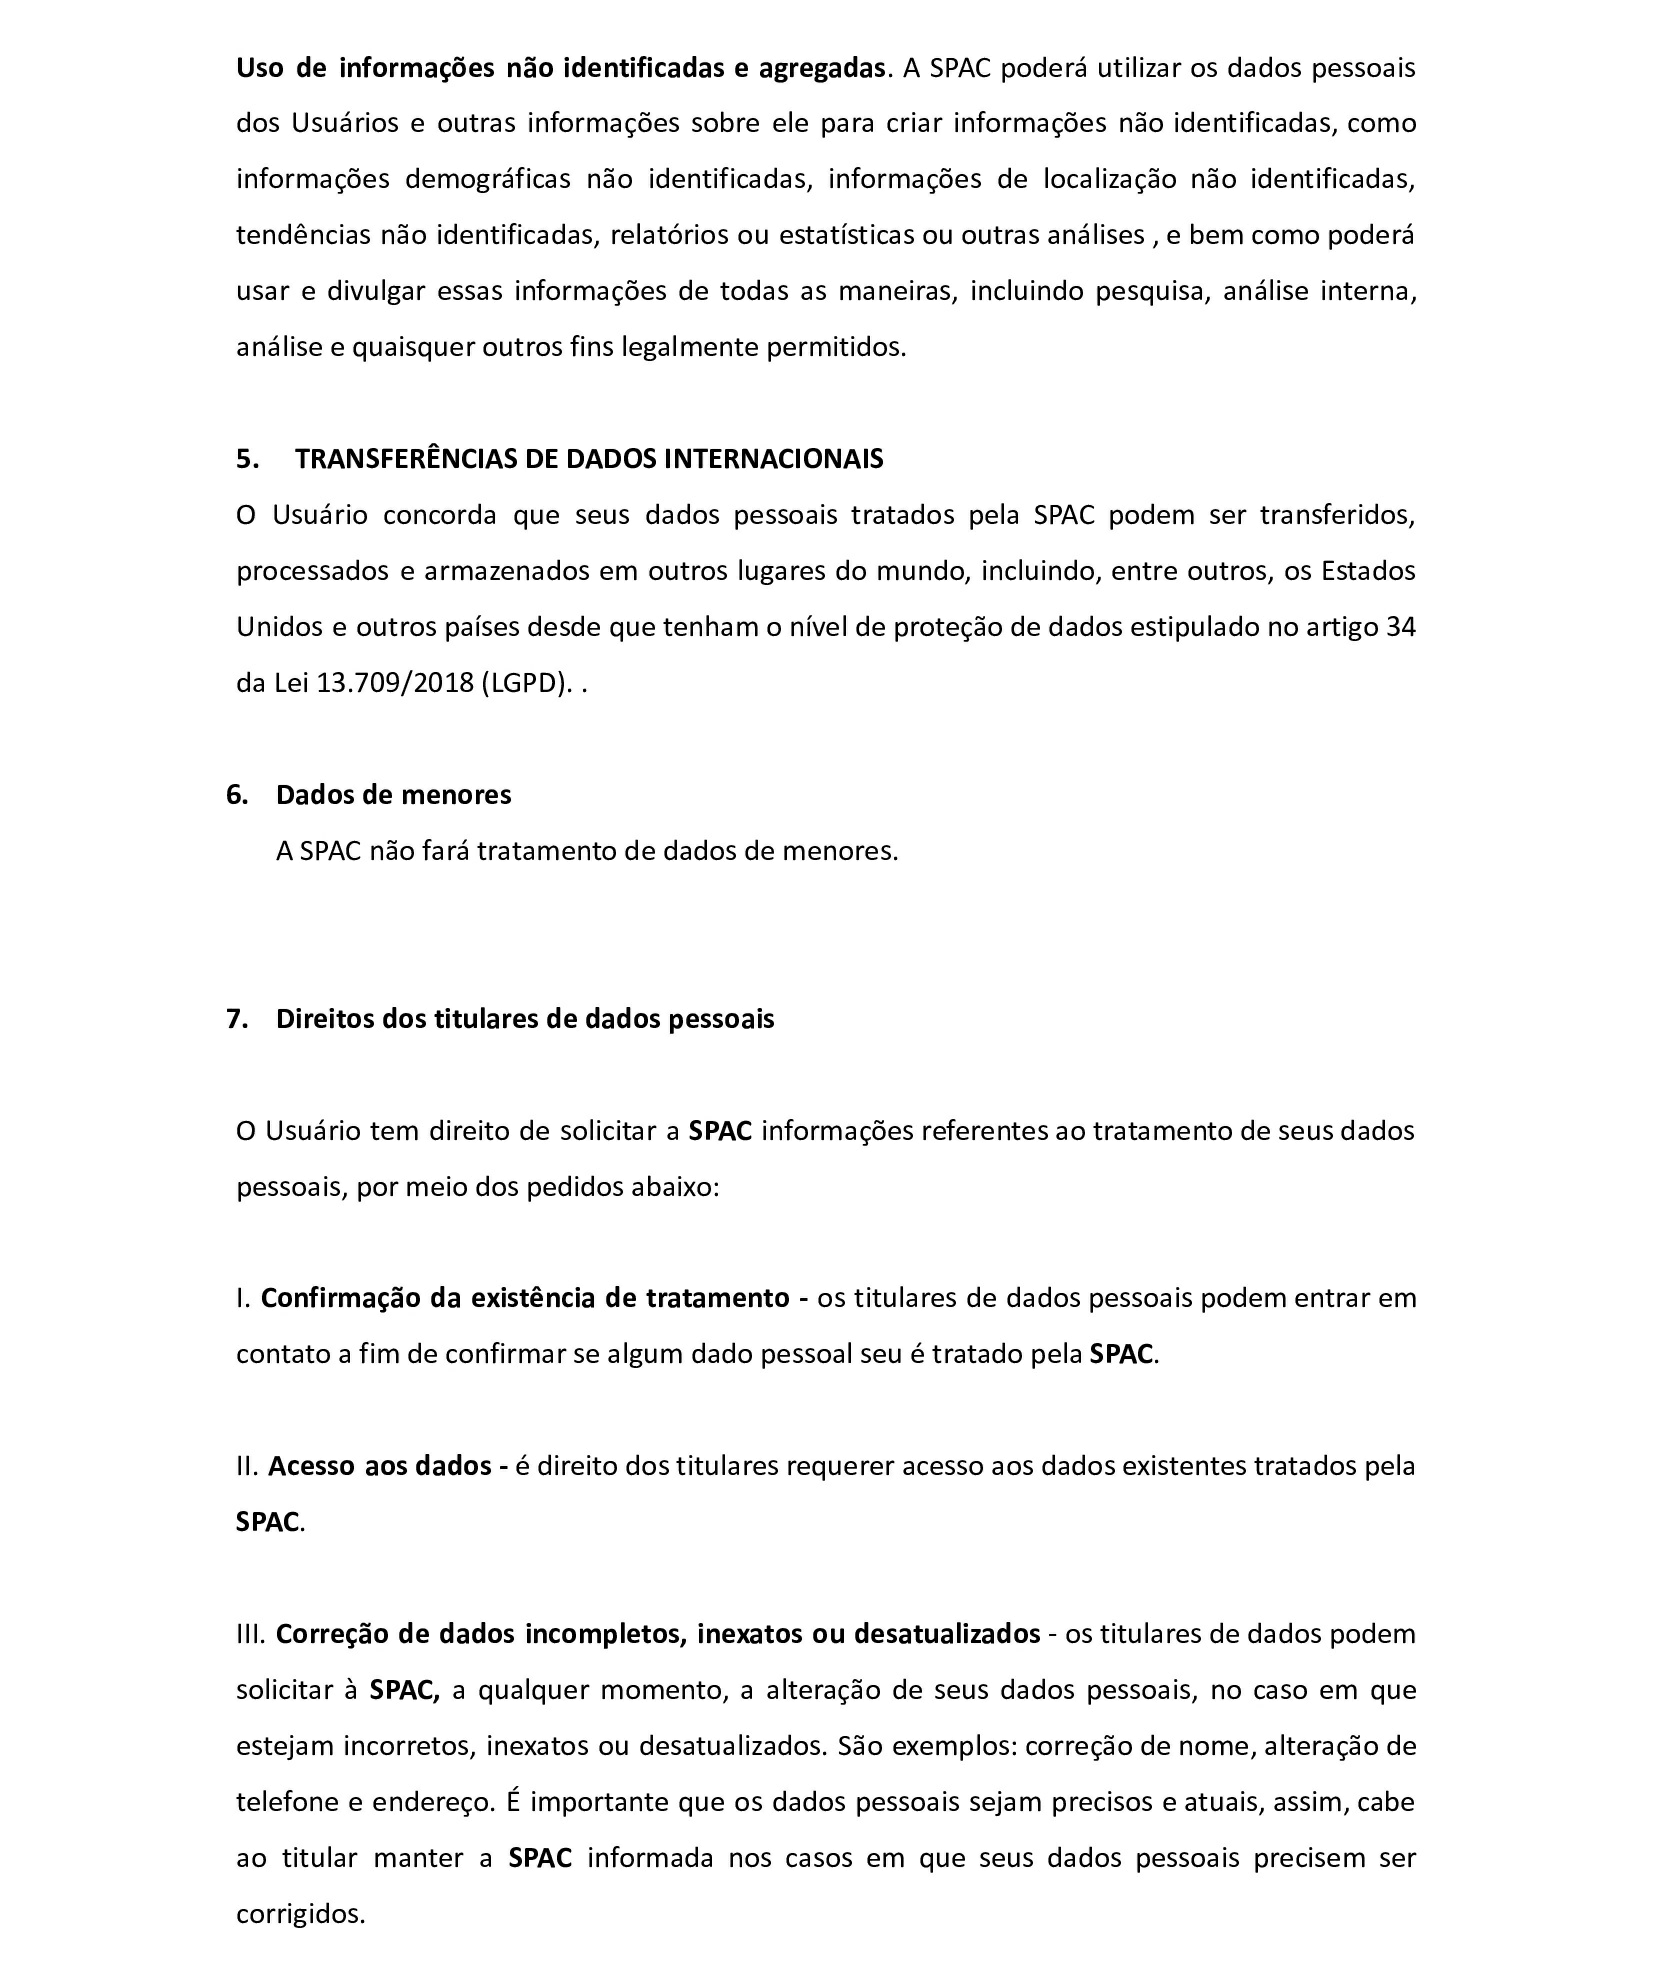 Uso de informações não identificadas e agregadas. A SPAC poderá utilizar os dados pessoais
dos Usuários e outras informações sobre ele para criar informações não identificadas, como
informações demográficas não identificadas, informações de localização não identificadas,
tendências não identificadas, relatórios ou estatísticas ou outras análises , e bem como poderá
usar e divulgar essas informações de todas as maneiras, incluindo pesquisa, análise interna,
análise e quaisquer outros fins legalmente permitidos.
5. TRANSFERÊNCIAS DE DADOS INTERNACIONAIS
O Usuário concorda que seus dados pessoais tratados pela SPAC podem ser transferidos,
processados e armazenados em outros lugares do mundo, incluindo, entre outros, os Estados
Unidos e outros países desde que tenham o nível de proteção de dados estipulado no artigo 34
da Lei 13.709/2018 (LGPD). .
6. Dados de menores
A SPAC não fará tratamento de dados de menores.
7. Direitos dos titulares de dados pessoais
O Usuário tem direito de solicitar a SPAC informações referentes ao tratamento de seus dados
pessoais, por meio dos pedidos abaixo:
I. Confirmação da existência de tratamento - os titulares de dados pessoais podem entrar em
contato a fim de confirmar se algum dado pessoal seu é tratado pela SPAC.
II. Acesso aos dados - é direito dos titulares requerer acesso aos dados existentes tratados pela
SPAC.
III. Correção de dados incompletos, inexatos ou desatualizados - os titulares de dados podem
solicitar à SPAC, a qualquer momento, a alteração de seus dados pessoais, no caso em que
estejam incorretos, inexatos ou desatualizados. São exemplos: correção de nome, alteração de
telefone e endereço. É importante que os dados pessoais sejam precisos e atuais, assim, cabe
ao titular manter a SPAC informada nos casos em que seus dados pessoais precisem ser
corrigidos.